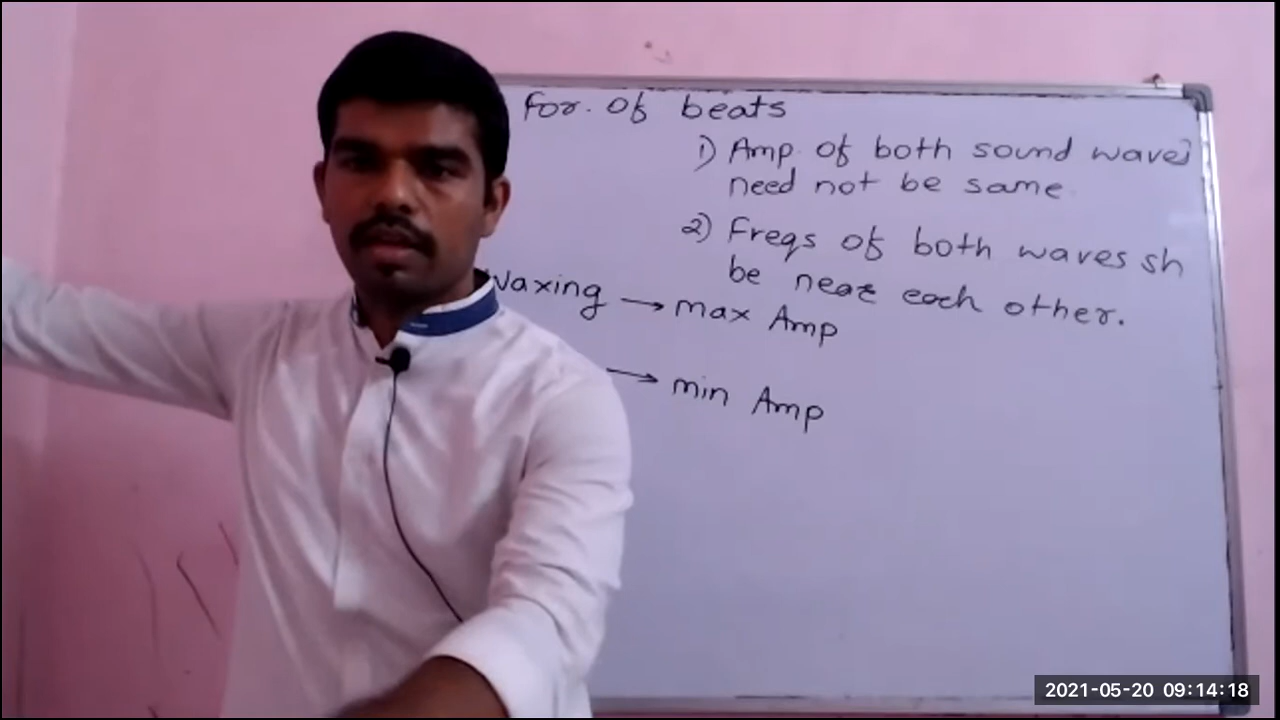 for. of beats
1) Amp. of both sound waves
need not be same
2) Freqs of both waves sh
be near each other.
Waxing → max Amp
→ min Amp
2021-05-20 09:14:18